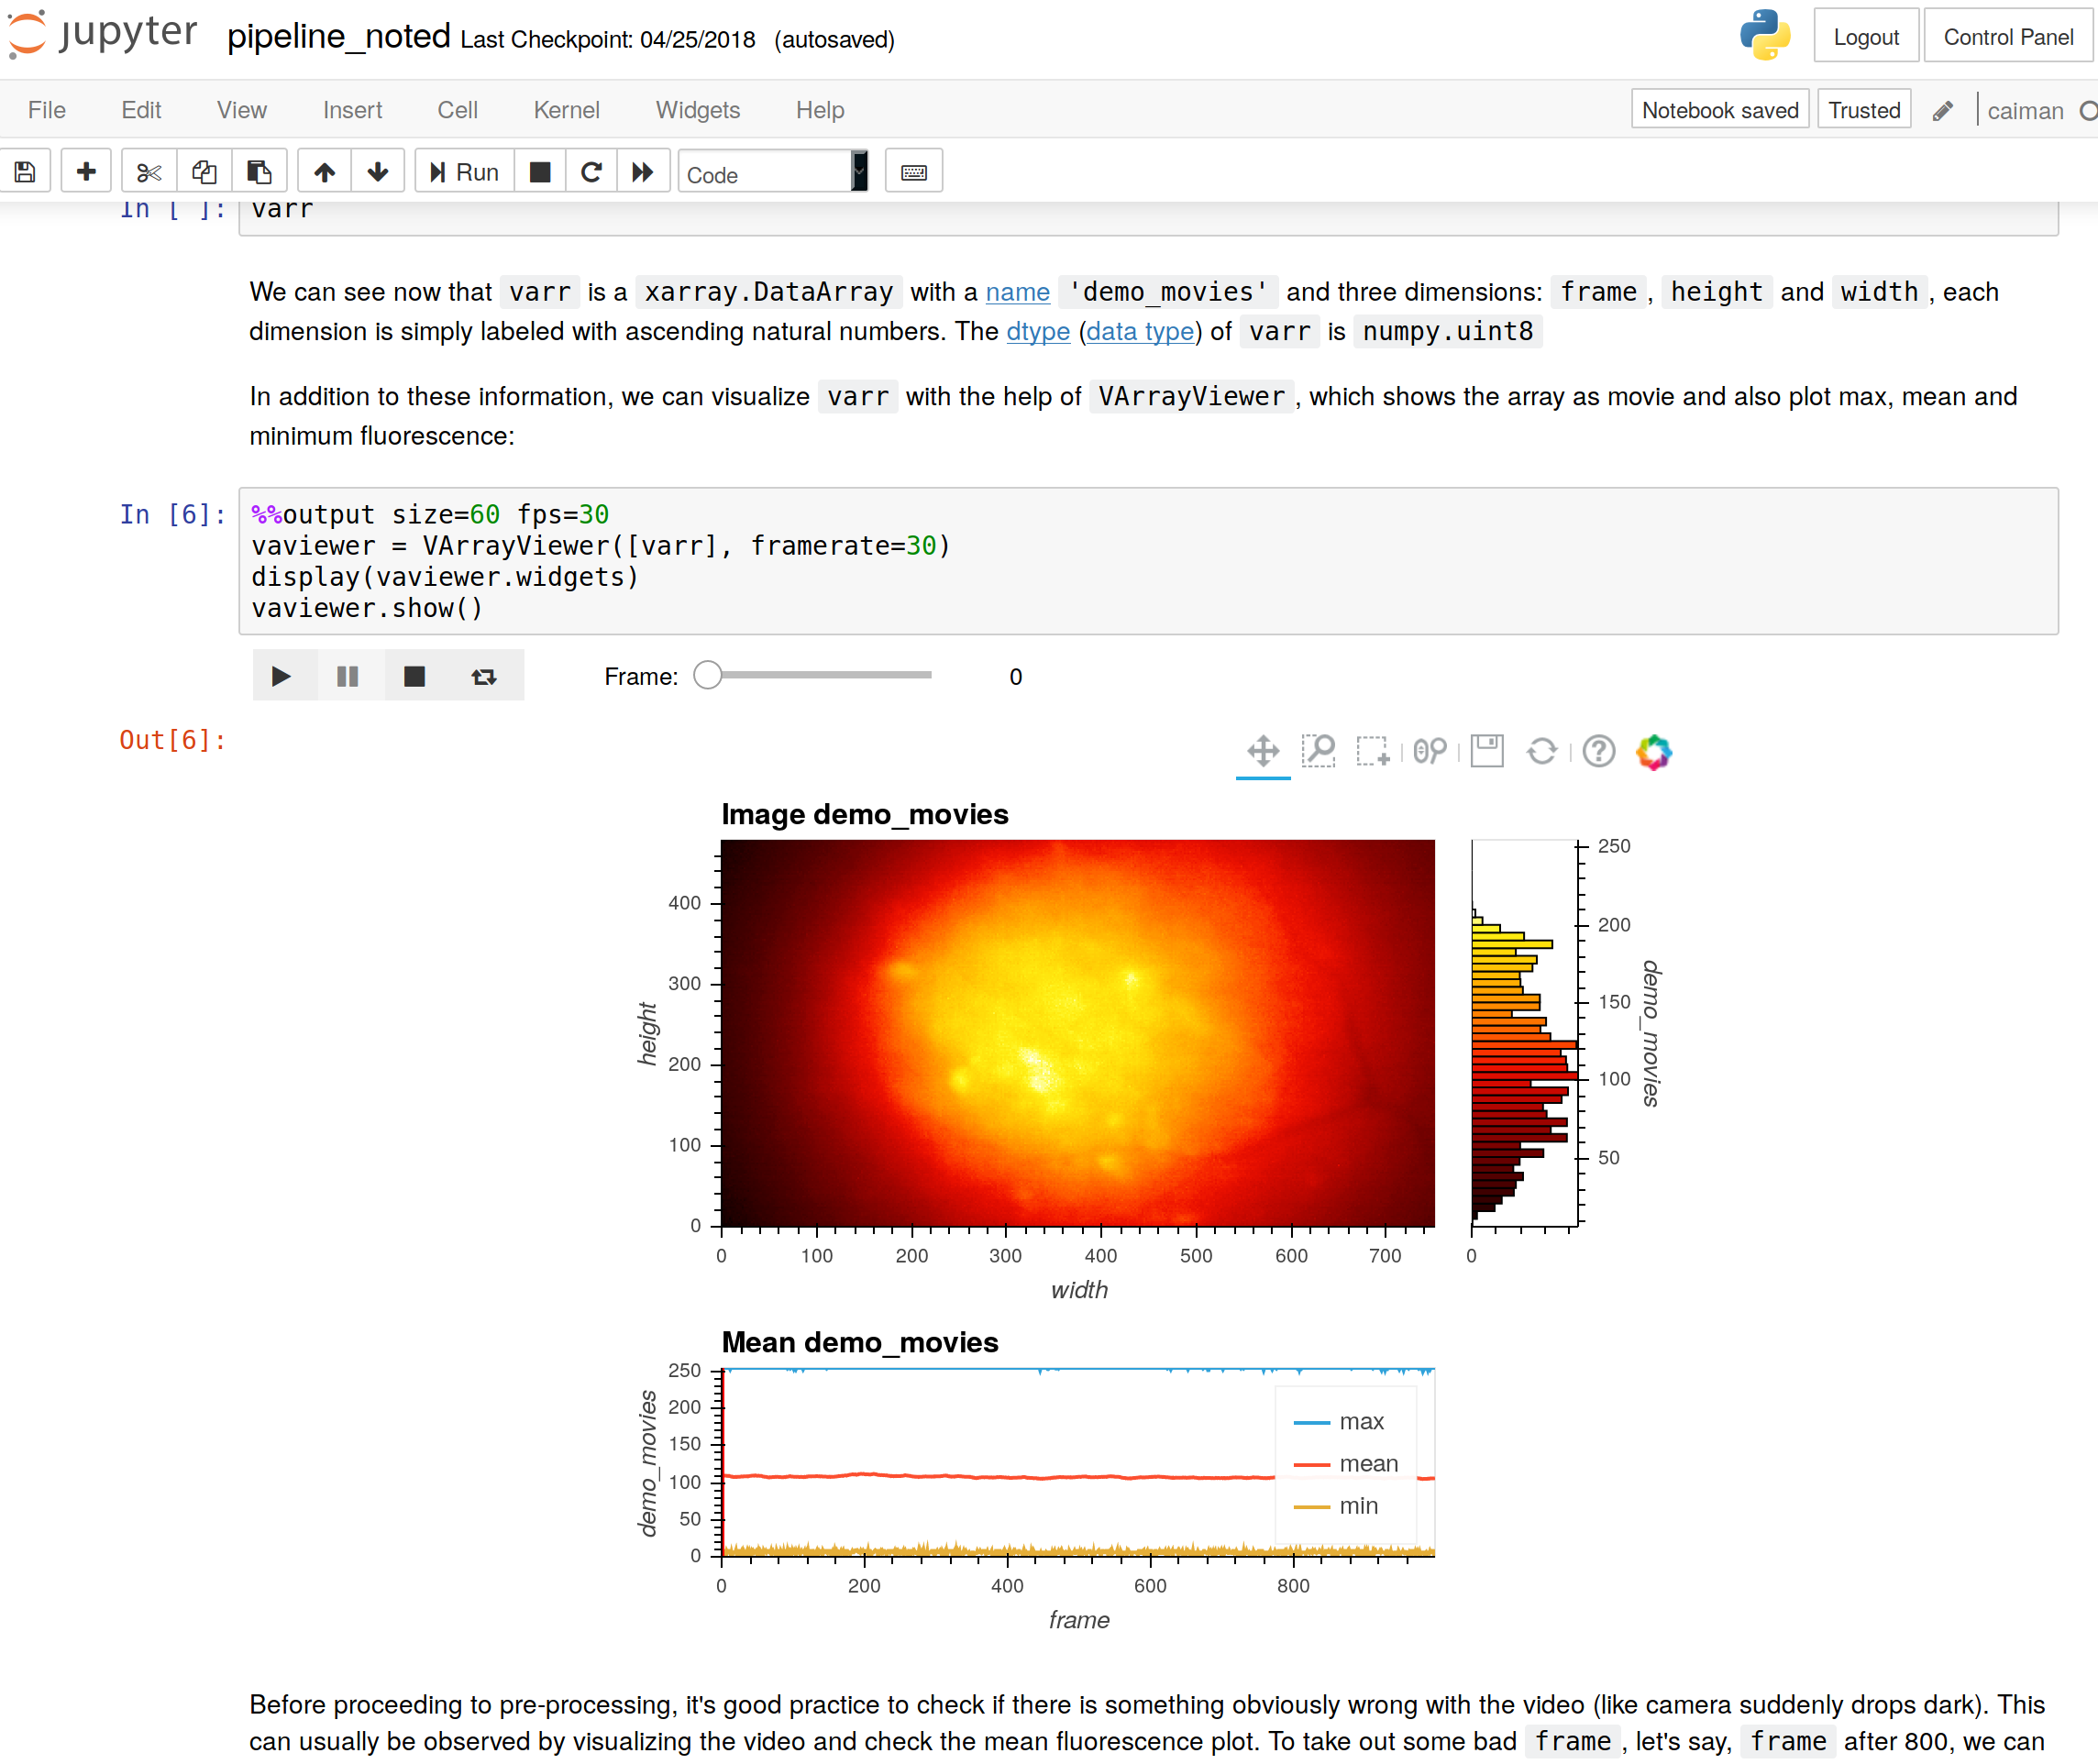 jupyter pipeline_noted Last Checkpoint: 04/25/2018 (autosaved) Logout Control Panel
File Edit View Insert Cell Kernel Widgets Help Notebook saved Trusted caiman
Run Code
In [ ]: varr
We can see now that varr is a xarray.DataArray with a name 'demo_movies' and three dimensions: frame , height and width , each
dimension is simply labeled with ascending natural numbers. The dtype (data type) of varr is numpy.uint8
In addition to these information, we can visualize varr with the help of VArrayViewer , which shows the array as movie and also plot max, mean and
minimum fluorescence:
In [6]: %%output size=60 fps=30
vaviewer = VArrayViewer([varr], framerate=30)
display(vaviewer.widgets)
vaviewer.show()
Frame: 0
Out[6]:
Image demo_movies
400
300
200
100
0
height
0 100 200 300 400 500 600 700
width
250
200
150
100
50
0
demo_movies
Mean demo_movies
250
200
150
100
50
0
demo_movies
max
mean
min
0 200 400 600 800
frame
Before proceeding to pre-processing, it's good practice to check if there is something obviously wrong with the video (like camera suddenly drops dark). This
can usually be observed by visualizing the video and check the mean fluorescence plot. To take out some bad frame , let's say, frame after 800, we can